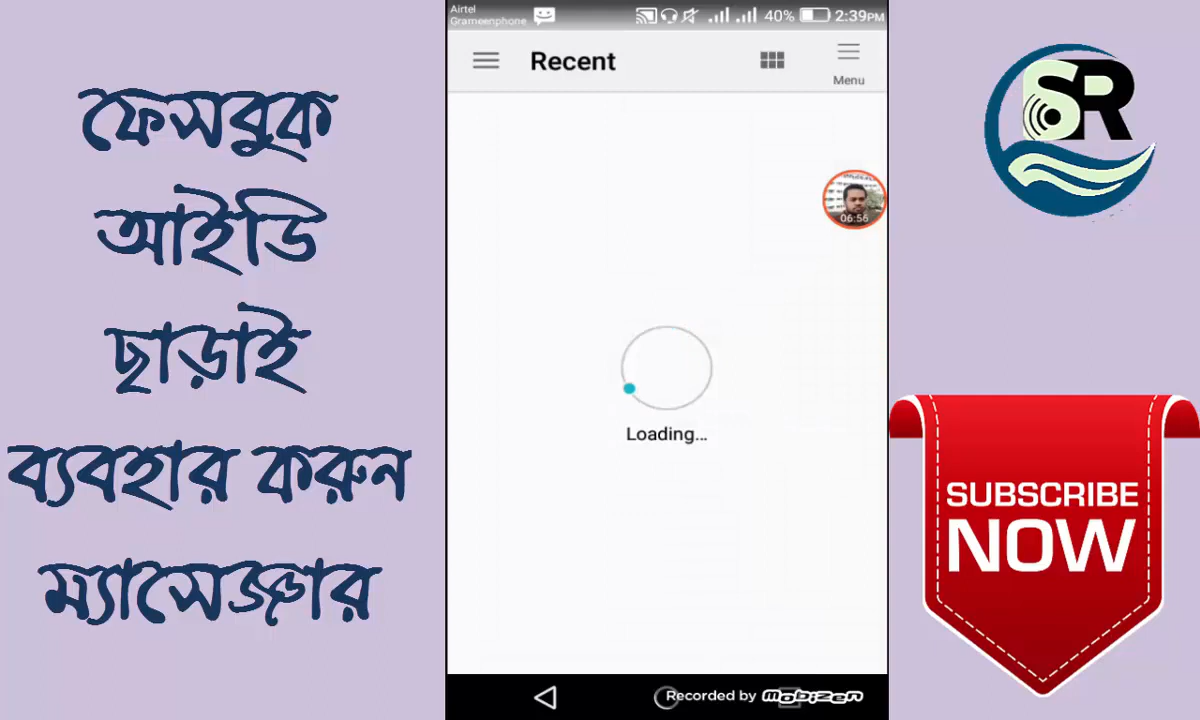 ফেসবুক
আইডি
ছাড়াই
ব্যবহার করুন
ম্যাসেঞ্জার
Airtel
Grameenphone
40%
2:39PM
Recent
Menu
06:56
Loading...
Recorded by mobizen
SR
SUBSCRIBE
NOW